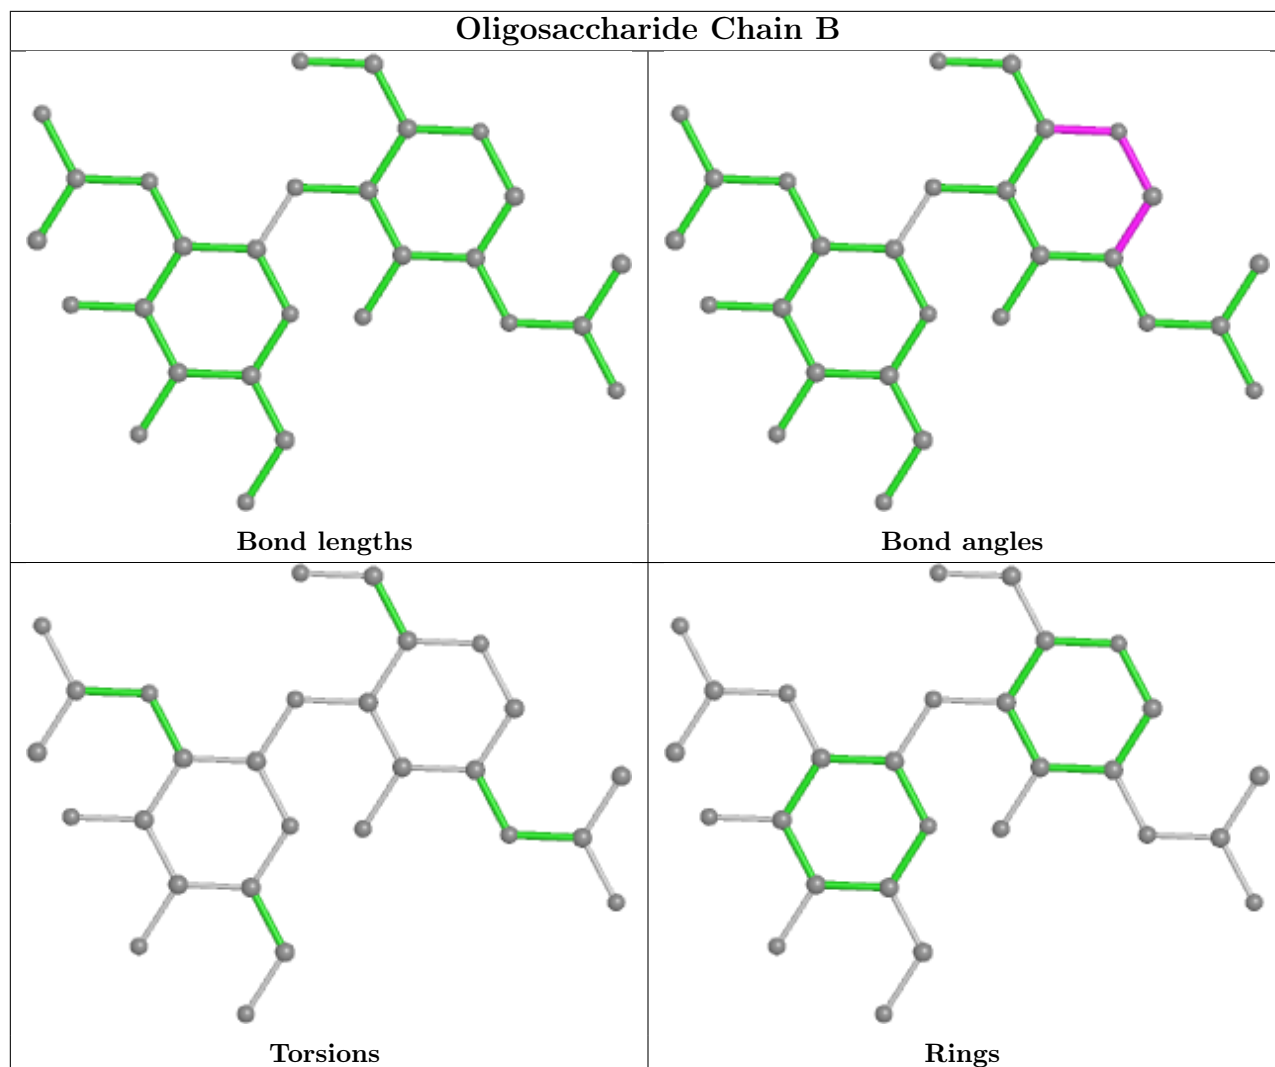 Oligosaccharide Chain B
Bond lengths
Bond angles
Torsions
Rings